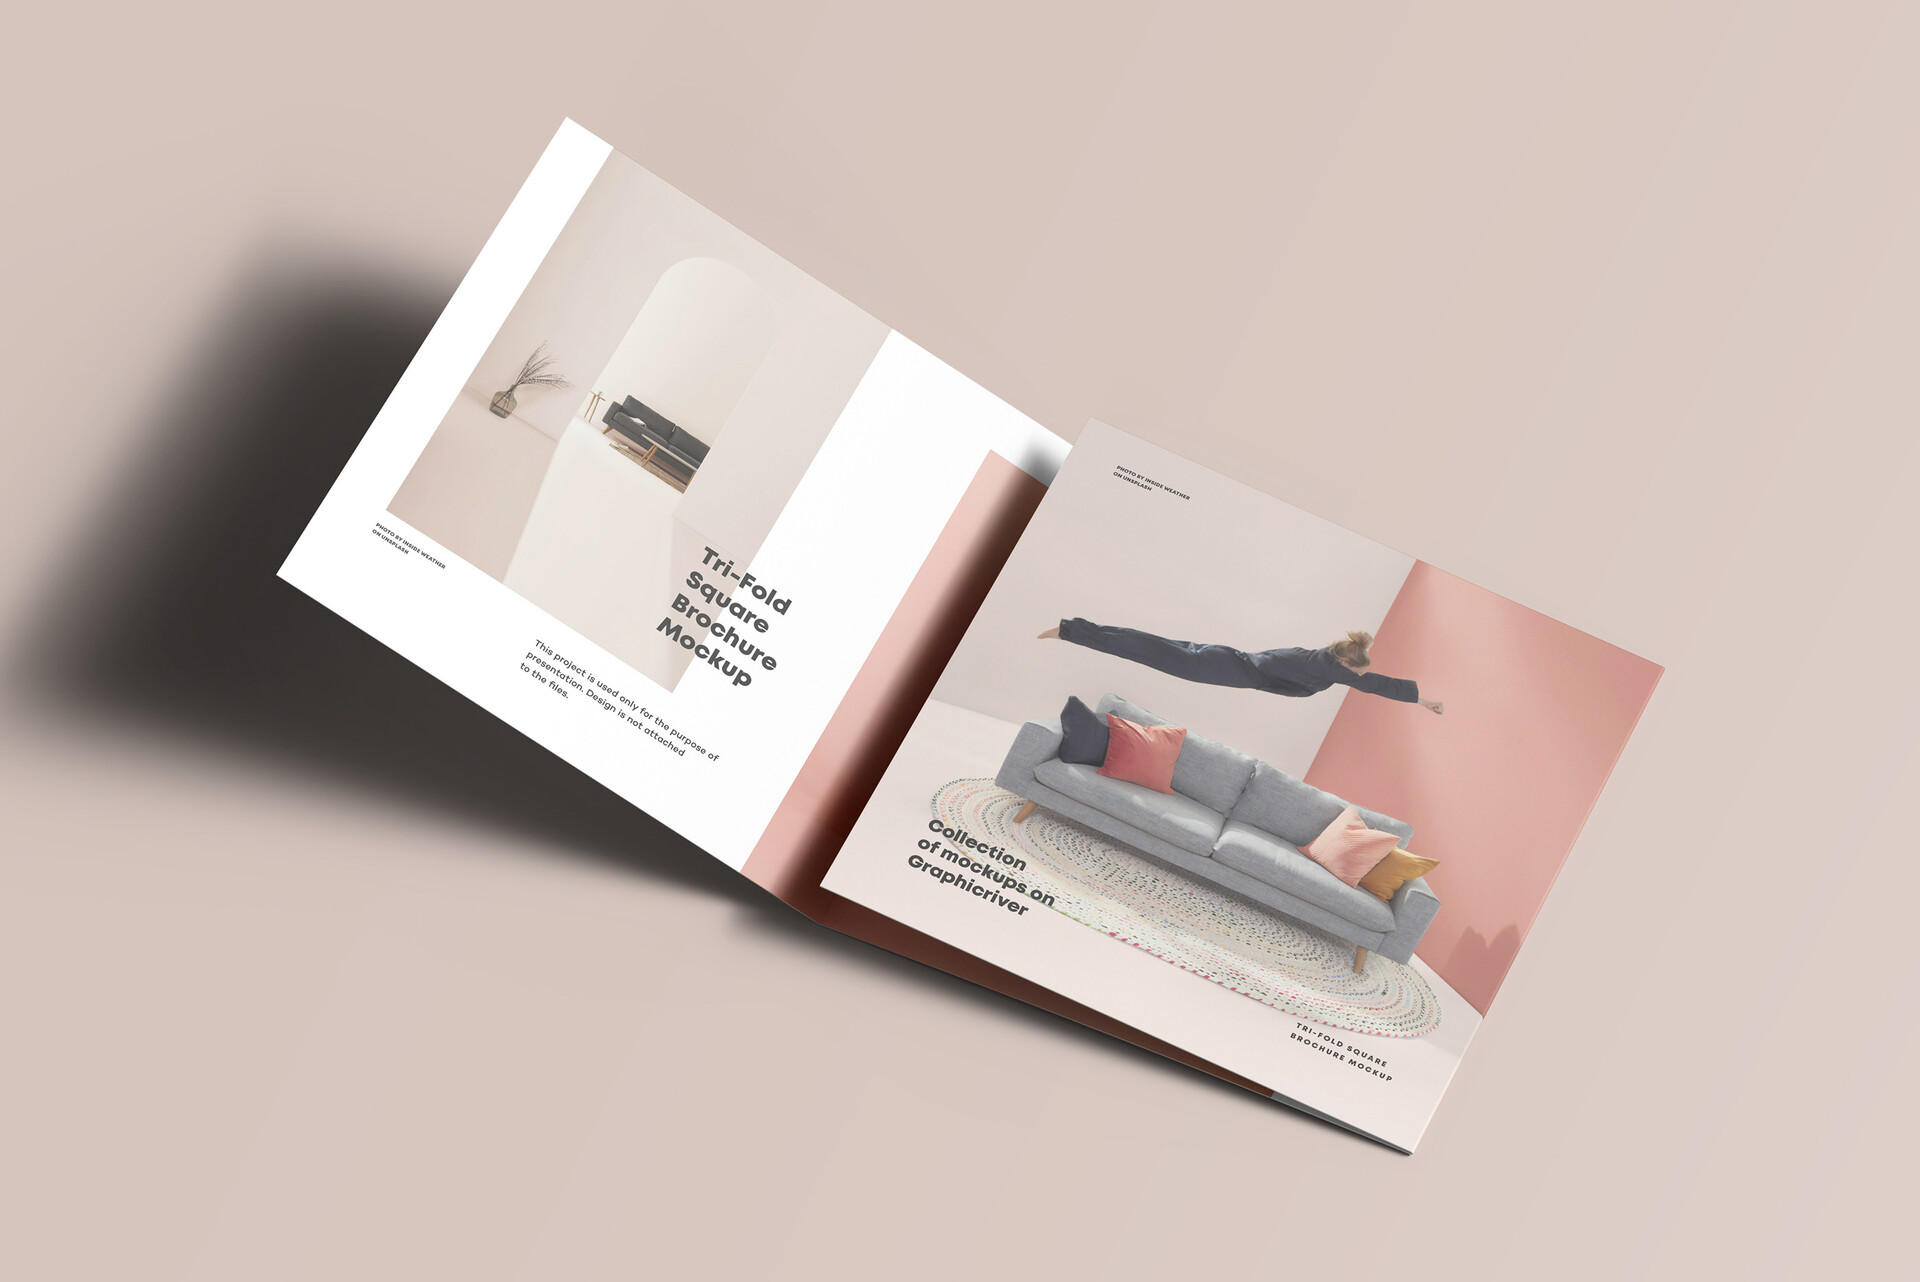 PHOTO BY INSIDE WEATHER
ON UNSPLASH
Tri-Fold
Square
Brochure
Mockup
This project is used only for the purpose of
presentation. Design is not attached
to the files.
PHOTO BY INSIDE WEATHER
ON UNSPLASH
Collection
of mockups on
Graphicriver
TRI-FOLD SQUARE
BROCHURE MOCKUP